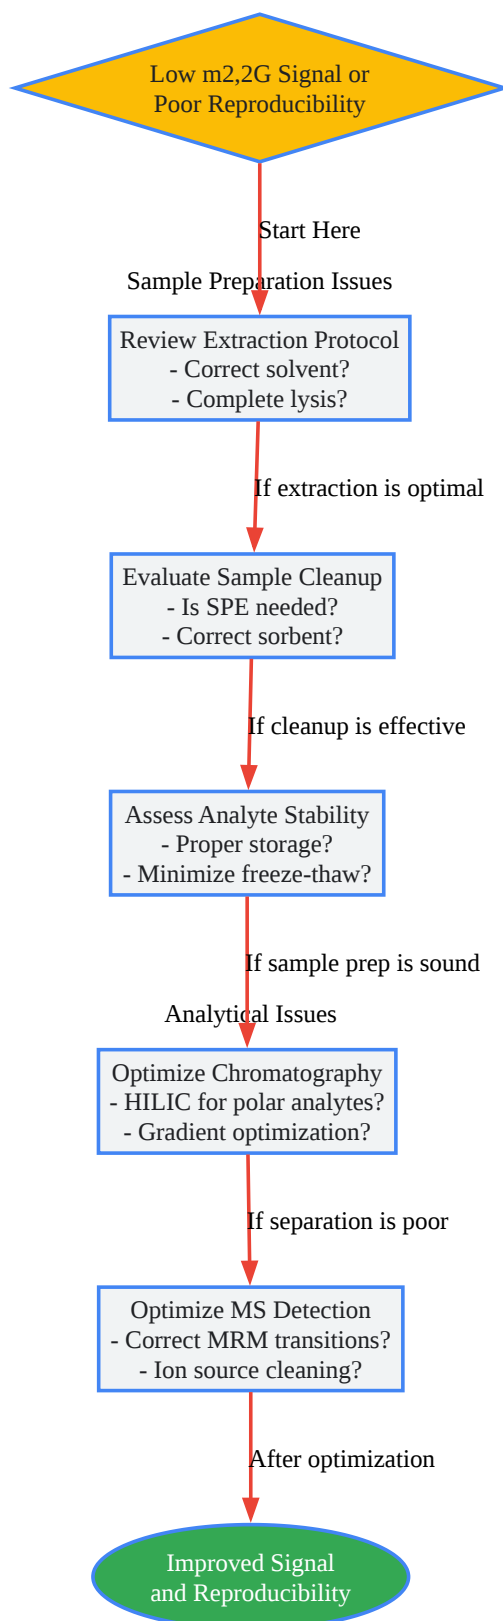 Low m2,2G Signal or
Poor Reproducibility
Start Here
Sample Preparation Issues
Review Extraction Protocol
- Correct solvent?
- Complete lysis?
If extraction is optimal
Evaluate Sample Cleanup
- Is SPE needed?
- Correct sorbent?
If cleanup is effective
Assess Analyte Stability
- Proper storage?
- Minimize freeze-thaw?
If sample prep is sound
Analytical Issues
Optimize Chromatography
- HILIC for polar analytes?
- Gradient optimization?
If separation is poor
Optimize MS Detection
- Correct MRM transitions?
- Ion source cleaning?
After optimization
Improved Signal
and Reproducibility